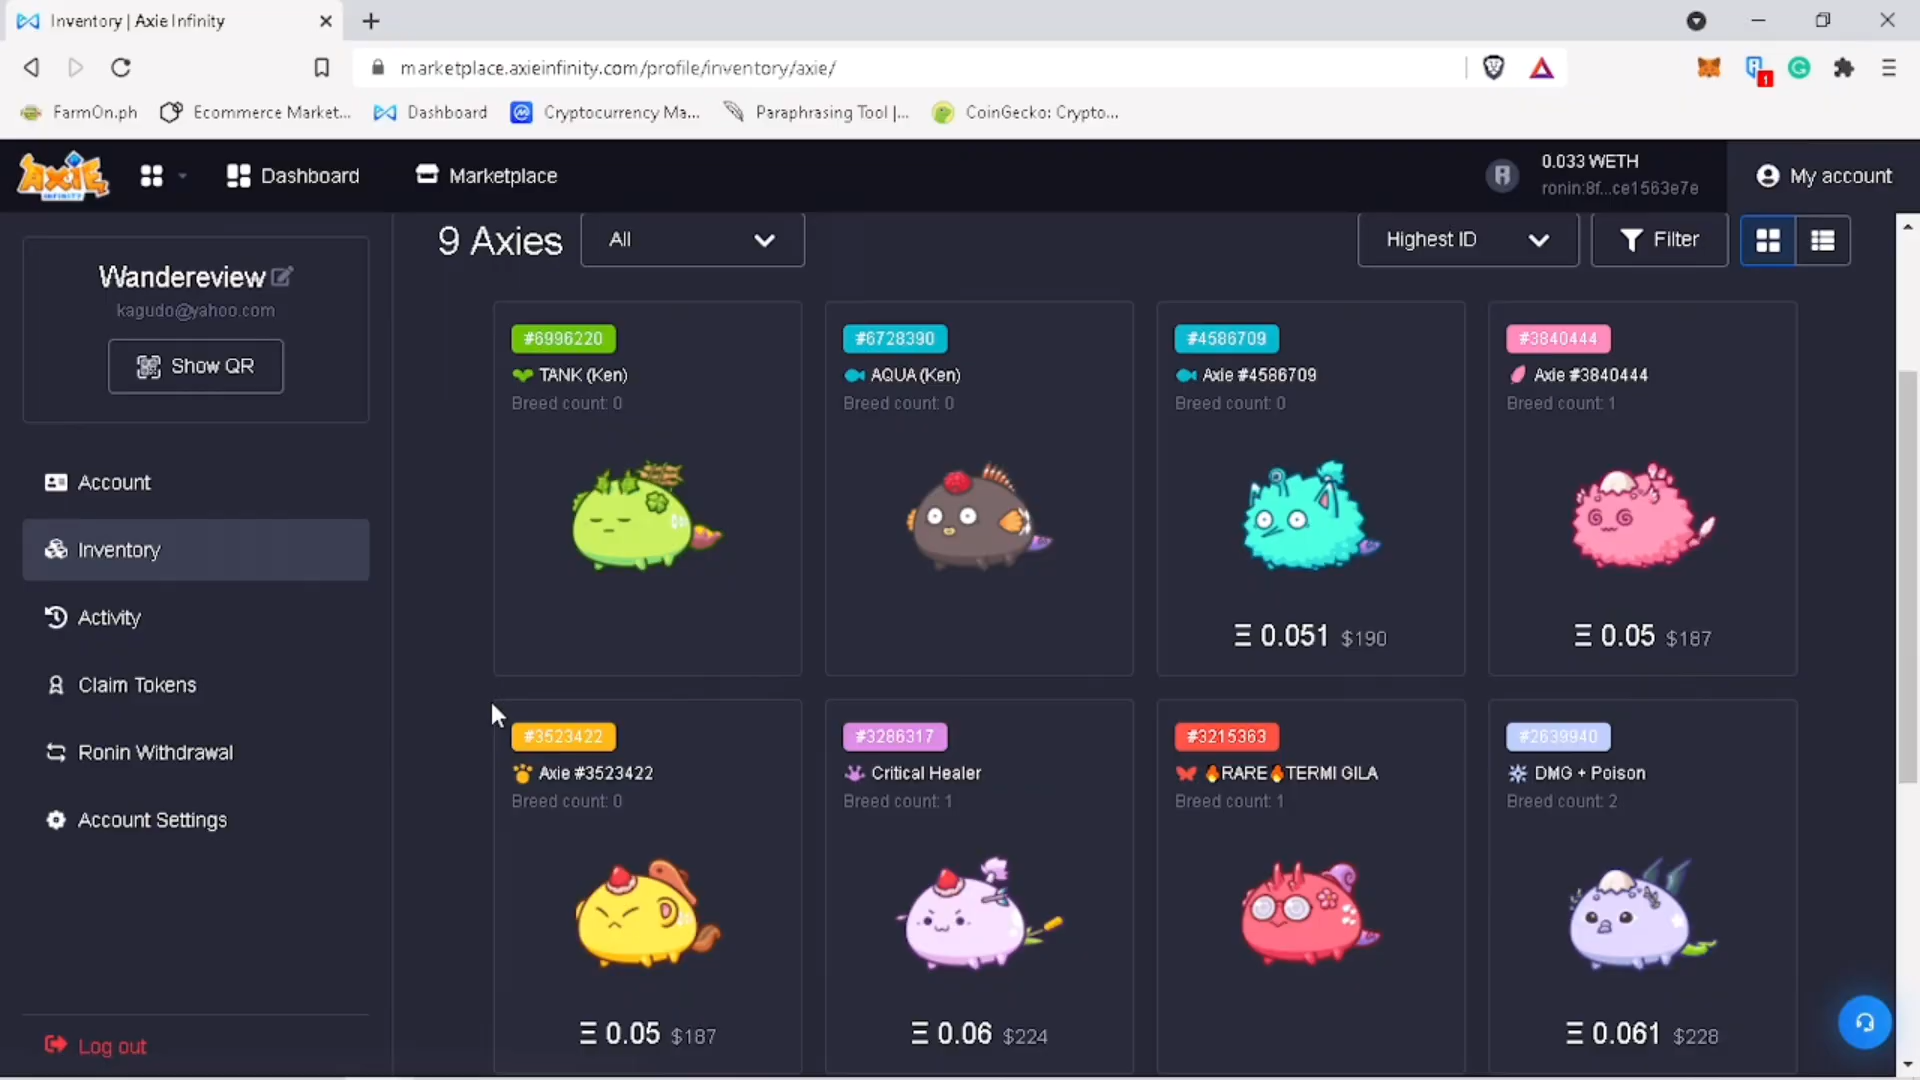 Inventory | Axie Infinity
marketplace.axieinfinity.com/profile/inventory/axie/
1
FarmOn.ph
Ecommerce Market...
Dashboard
Cryptocurrency Ma...
Paraphrasing Tool |...
CoinGecko: Crypto...
AXIE
INFINITY
Dashboard
Marketplace
0.033 WETH
ronin:8f...ce1563e7e
My account
Wandereview
kagudo@yahoo.com
Show QR
Account
Inventory
Activity
Claim Tokens
Ronin Withdrawal
Account Settings
Log out
9 Axies
All
Highest ID
Filter
#6996220
TANK (Ken)
Breed count: 0
#6728390
AQUA (Ken)
Breed count: 0
#4586709
Axie #4586709
Breed count: 0
Ξ 0.051 $190
#3840444
Axie #3840444
Breed count: 1
Ξ 0.05 $187
#3523422
Axie #3523422
Breed count: 0
Ξ 0.05 $187
#3286317
Critical Healer
Breed count: 1
Ξ 0.06 $224
#3215363
🔥RARE🔥TERMI GILA
Breed count: 1
#2639940
DMG + Poison
Breed count: 2
Ξ 0.061 $228